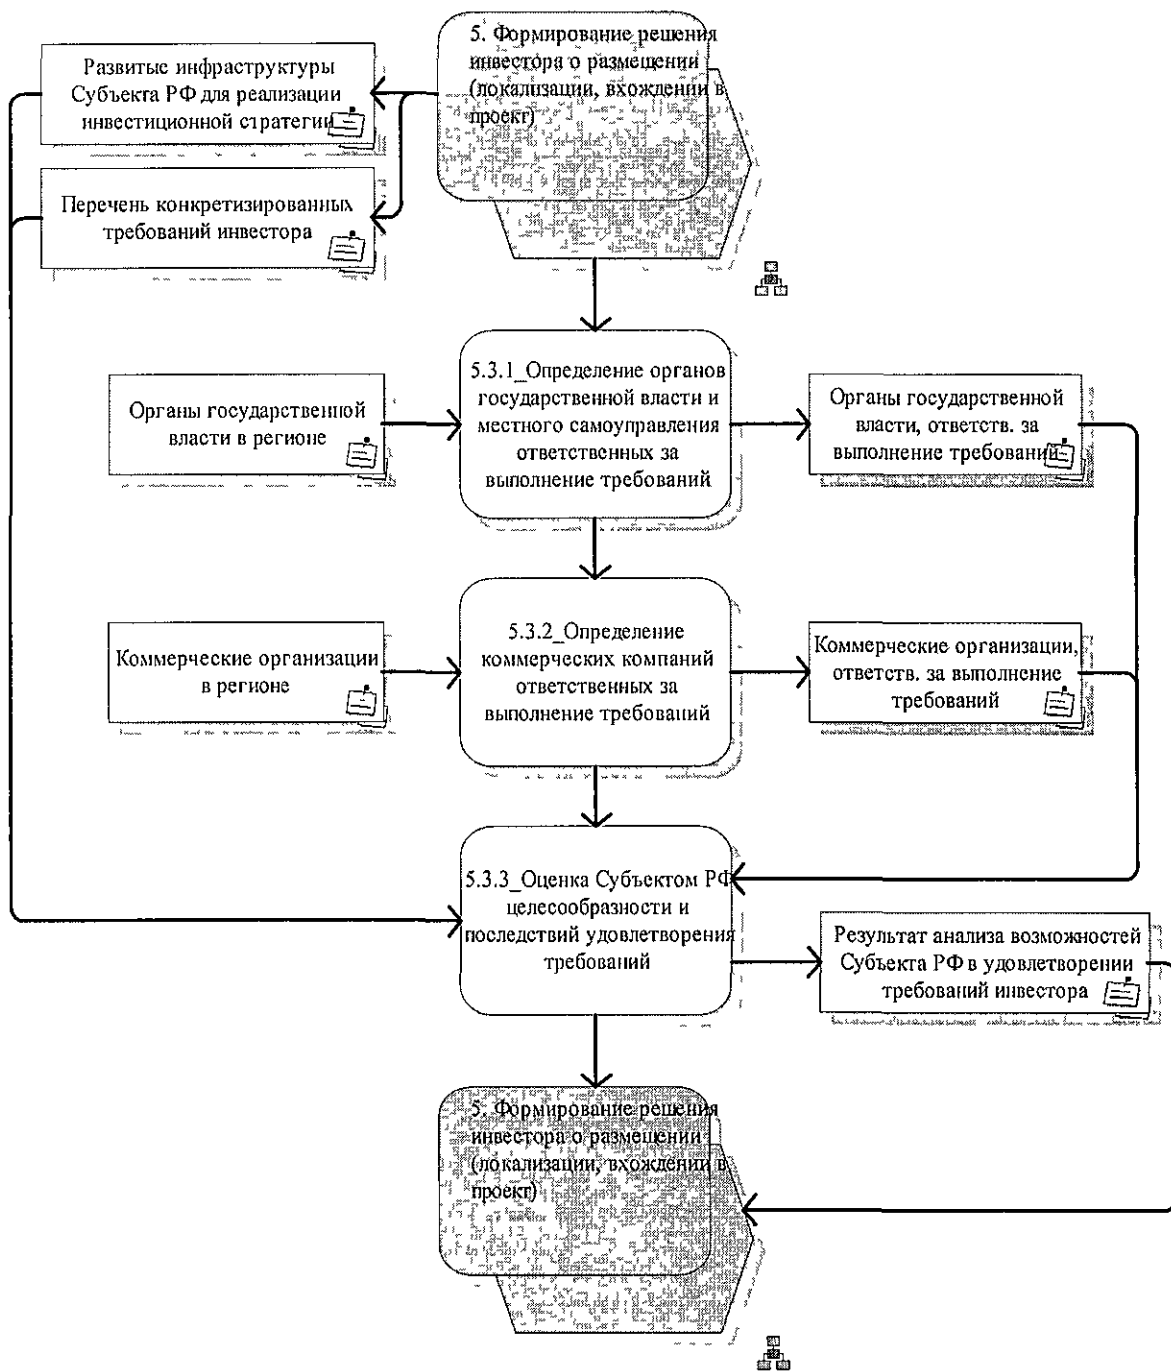 5. Формирование решения
инвестора о размещении
(локализации, вхождении в
проект)
Развитые инфраструктуры
Субъекта РФ для реализации
инвестиционной стратегии
Перечень конкретизированных
требований инвестора
Органы государственной
власти в регионе
5.3.1_Определение органов
государственной власти и
местного самоуправления
ответственных за
выполнение требований
Органы государственной
власти, ответств. за
выполнение требований
Коммерческие организации
в регионе
5.3.2_Определение
коммерческих компаний
ответственных за
выполнение требований
Коммерческие организации,
ответств. за выполнение
требований
5.3.3_Оценка Субъектом РФ
целесообразности и
последствий удовлетворения
требований
Результат анализа возможностей
Субъекта РФ в удовлетворении
требований инвестора
5. Формирование решения
инвестора о размещении
(локализации, вхождении в
проект)